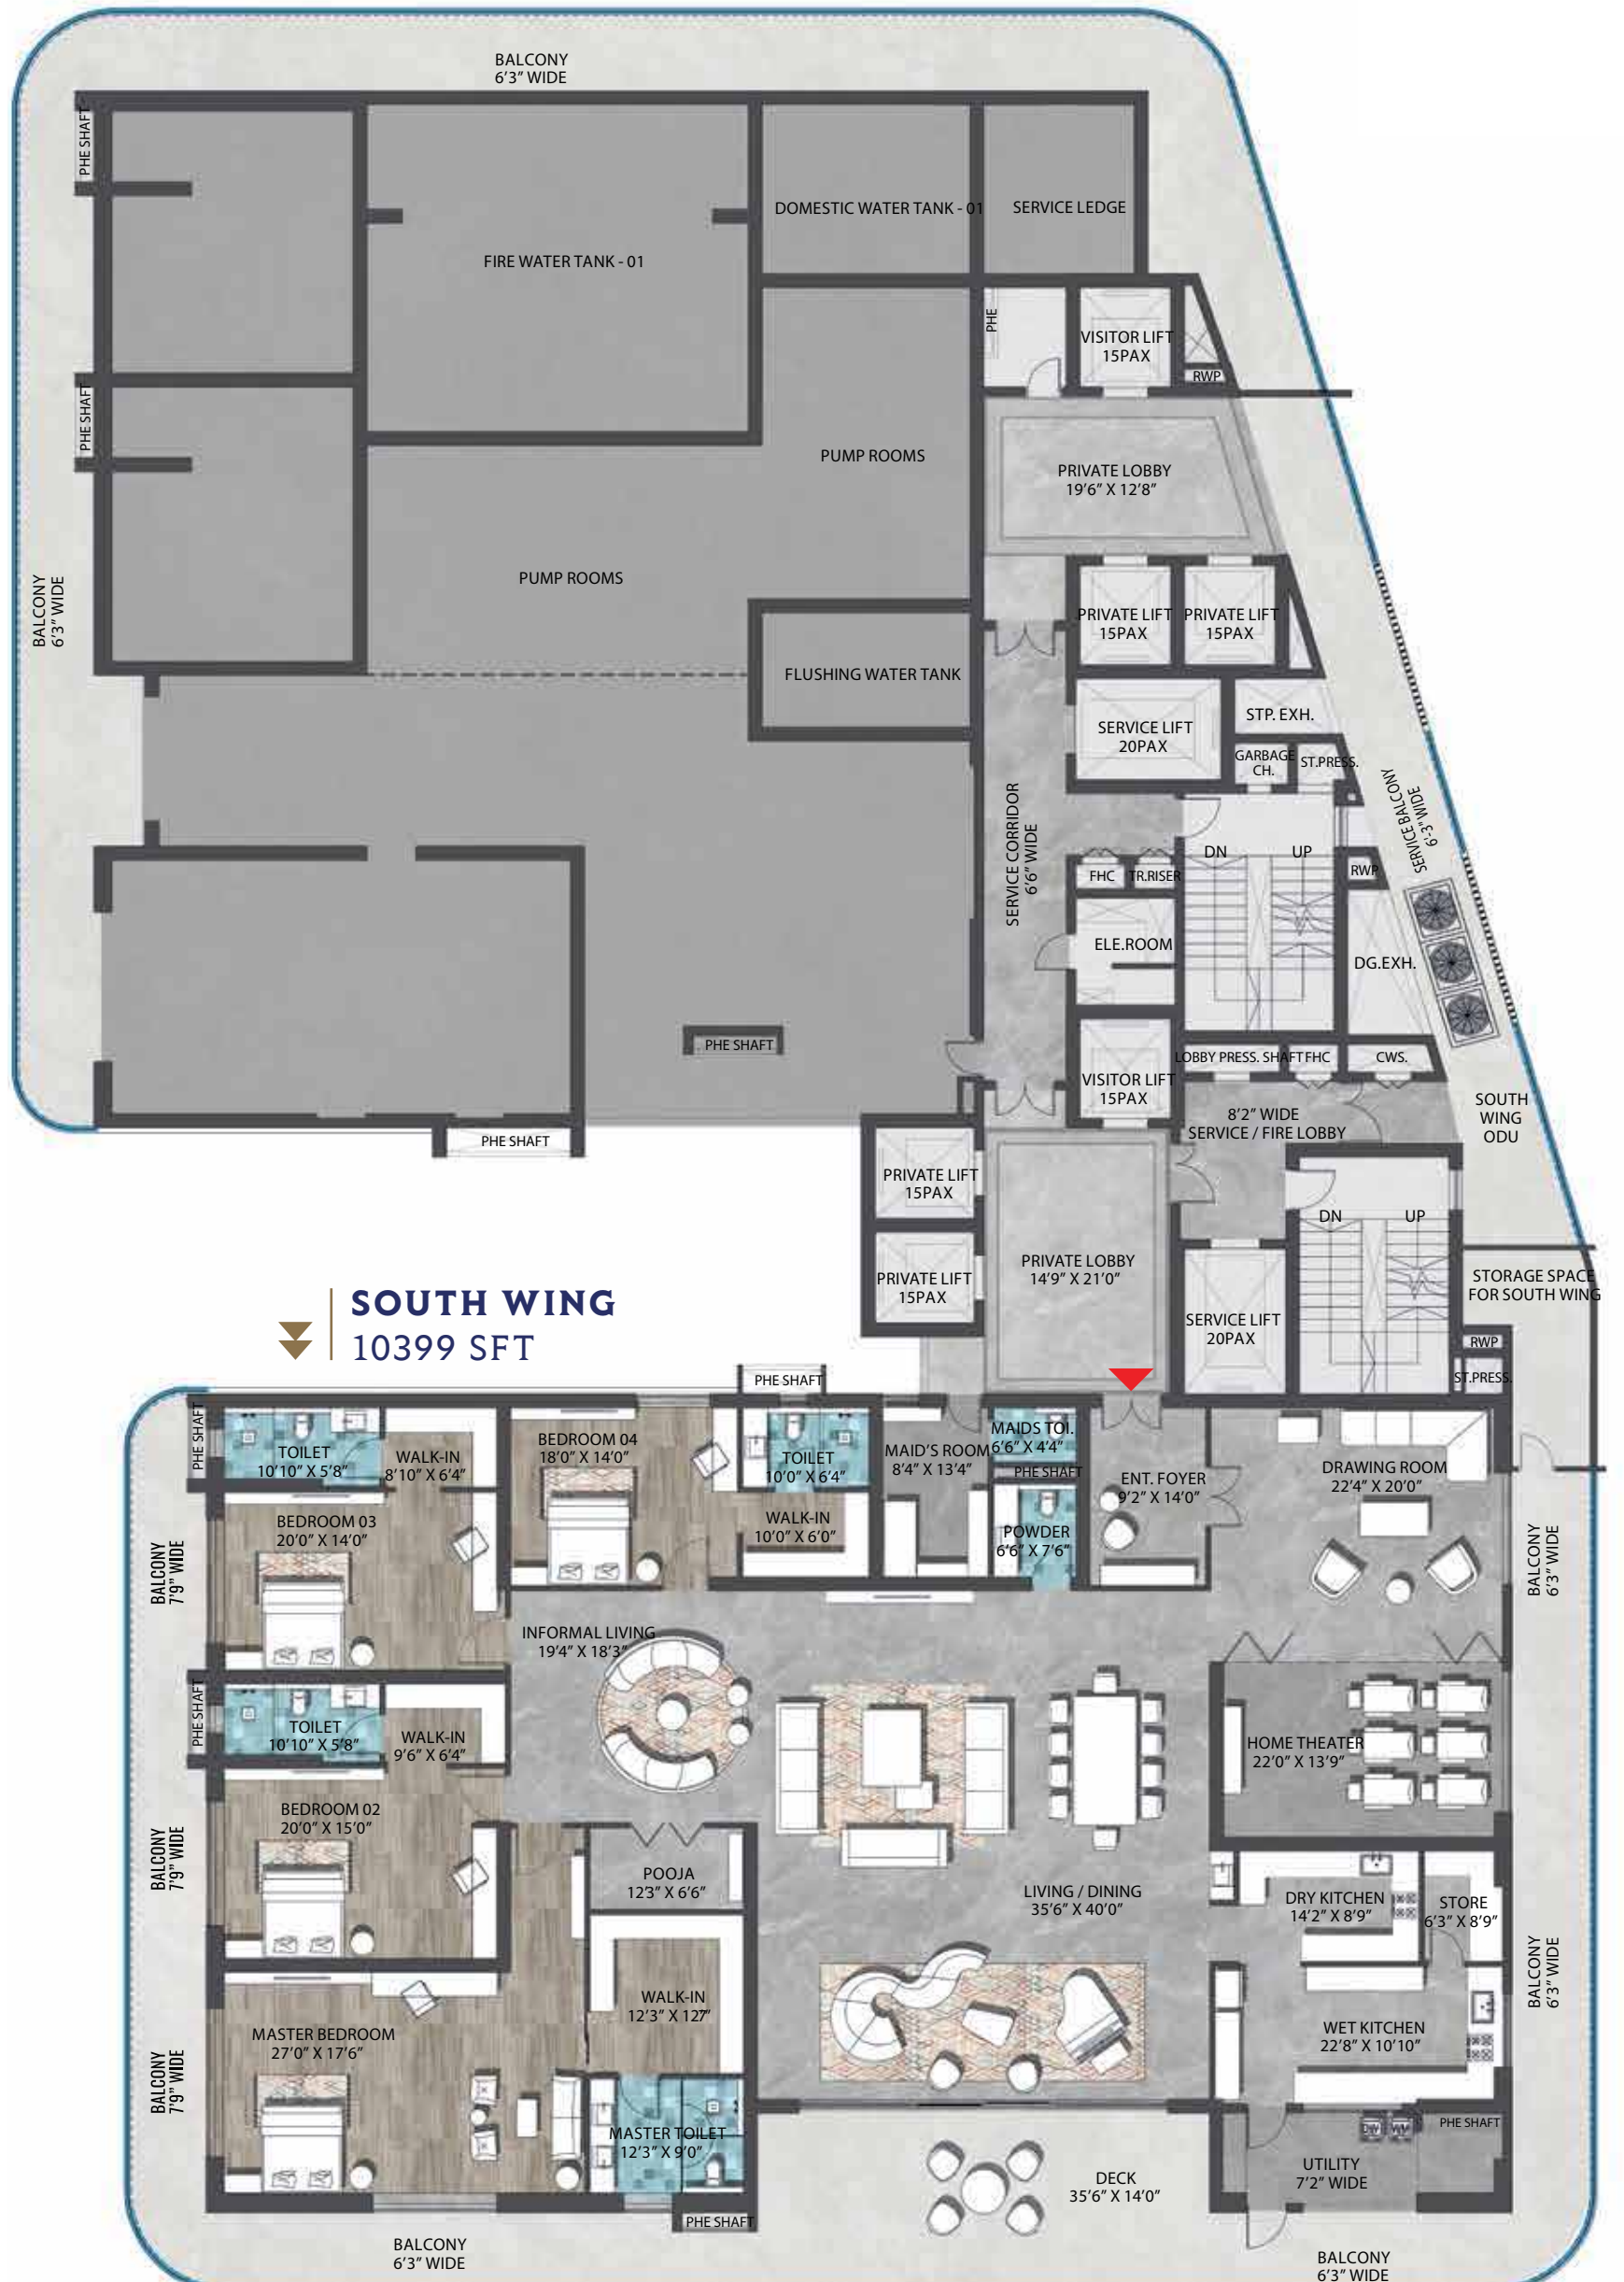 BALCONY
6'3" WIDE
PHE SHAFT
DOMESTIC WATER TANK - 01
SERVICE LEDGE
FIRE WATER TANK - 01
PHE
VISITOR LIFT
15PAX
RWP
PHE SHAFT
PUMP ROOMS
PRIVATE LOBBY
19'6" X 12'8"
BALCONY
6'3" WIDE
PUMP ROOMS
PRIVATE LIFT
15PAX
PRIVATE LIFT
15PAX
FLUSHING WATER TANK
SERVICE LIFT
20PAX
STP. EXH.
GARBAGE
CH.
ST.PRESS.
SERVICE BALCONY
6'-3" WIDE
SERVICE CORRIDOR
6'6" WIDE
DN
UP
FHC
TR.RISER
RWP
ELE.ROOM
DG.EXH.
PHE SHAFT
LOBBY PRESS. SHAFT
FHC
CWS.
VISITOR LIFT
15PAX
8'2" WIDE
SERVICE / FIRE LOBBY
SOUTH
WING
ODU
PHE SHAFT
PRIVATE LIFT
15PAX
DN
UP
PRIVATE LIFT
15PAX
PRIVATE LOBBY
14'9" X 21'0"
STORAGE SPACE
FOR SOUTH WING
SERVICE LIFT
20PAX
RWP
ST.PRESS.
SOUTH WING
10399 SFT
PHE SHAFT
PHE SHAFT
TOILET
10'10" X 5'8"
WALK-IN
8'10" X 6'4"
BEDROOM 04
18'0" X 14'0"
TOILET
10'0" X 6'4"
MAID'S ROOM
8'4" X 13'4"
MAIDS TOI.
6'6" X 4'4"
PHE SHAFT
ENT. FOYER
9'2" X 14'0"
DRAWING ROOM
22'4" X 20'0"
BEDROOM 03
20'0" X 14'0"
WALK-IN
10'0" X 6'0"
POWDER
6'6" X 7'6"
BALCONY
7'9" WIDE
BALCONY
6'3" WIDE
INFORMAL LIVING
19'4" X 18'3"
PHE SHAFT
TOILET
10'10" X 5'8"
WALK-IN
9'6" X 6'4"
HOME THEATER
22'0" X 13'9"
BEDROOM 02
20'0" X 15'0"
BALCONY
7'9" WIDE
POOJA
12'3" X 6'6"
LIVING / DINING
35'6" X 40'0"
DRY KITCHEN
14'2" X 8'9"
STORE
6'3" X 8'9"
BALCONY
6'3" WIDE
WALK-IN
12'3" X 12'7"
MASTER BEDROOM
27'0" X 17'6"
WET KITCHEN
22'8" X 10'10"
BALCONY
7'9" WIDE
MASTER TOILET
12'3" X 9'0"
DW
WM
PHE SHAFT
DECK
35'6" X 14'0"
UTILITY
7'2" WIDE
PHE SHAFT
BALCONY
6'3" WIDE
BALCONY
6'3" WIDE